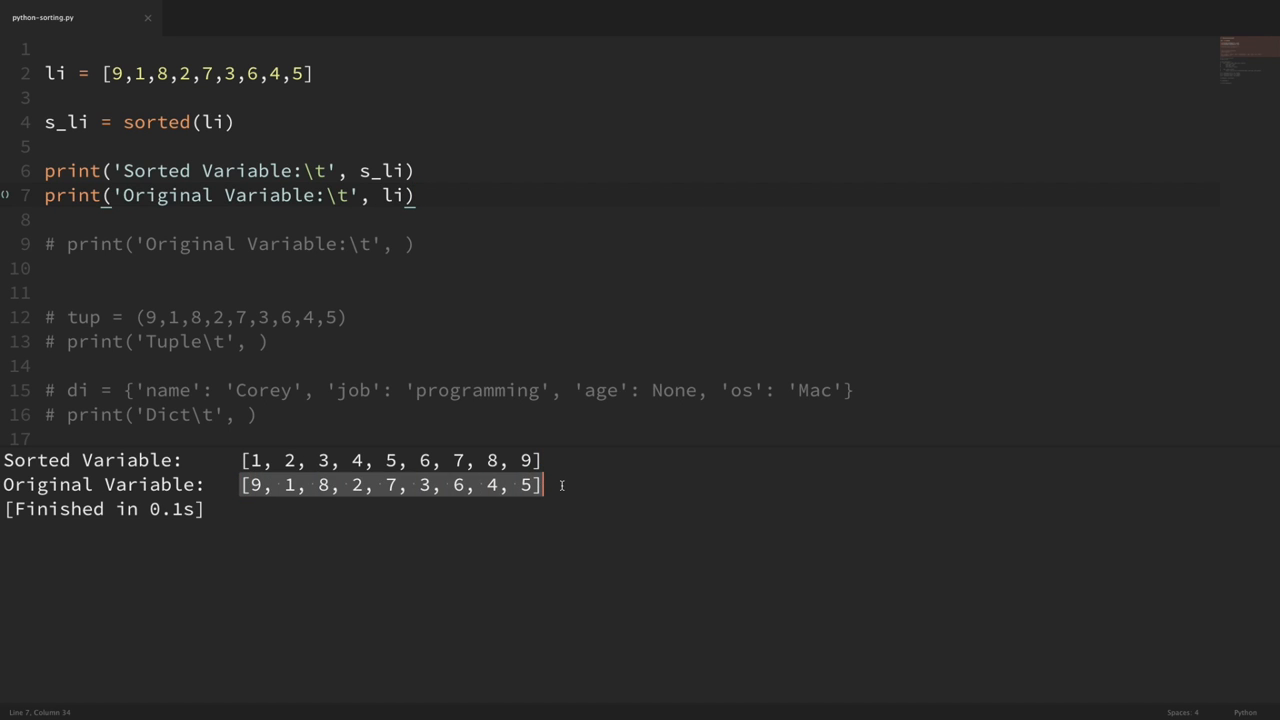 python-sorting.py ×
1
2 li = [9,1,8,2,7,3,6,4,5]
3
4 s_li = sorted(li)
5
6 print('Sorted Variable:\t', s_li)
() 7 print('Original Variable:\t', li)
8
9 # print('Original Variable:\t', )
10
11
12 # tup = (9,1,8,2,7,3,6,4,5)
13 # print('Tuple\t', )
14
15 # di = {'name': 'Corey', 'job': 'programming', 'age': None, 'os': 'Mac'}
16 # print('Dict\t', )
17
Sorted Variable: [1, 2, 3, 4, 5, 6, 7, 8, 9]
Original Variable: [9, 1, 8, 2, 7, 3, 6, 4, 5]
[Finished in 0.1s]
Line 7, Column 34 Spaces: 4 Python